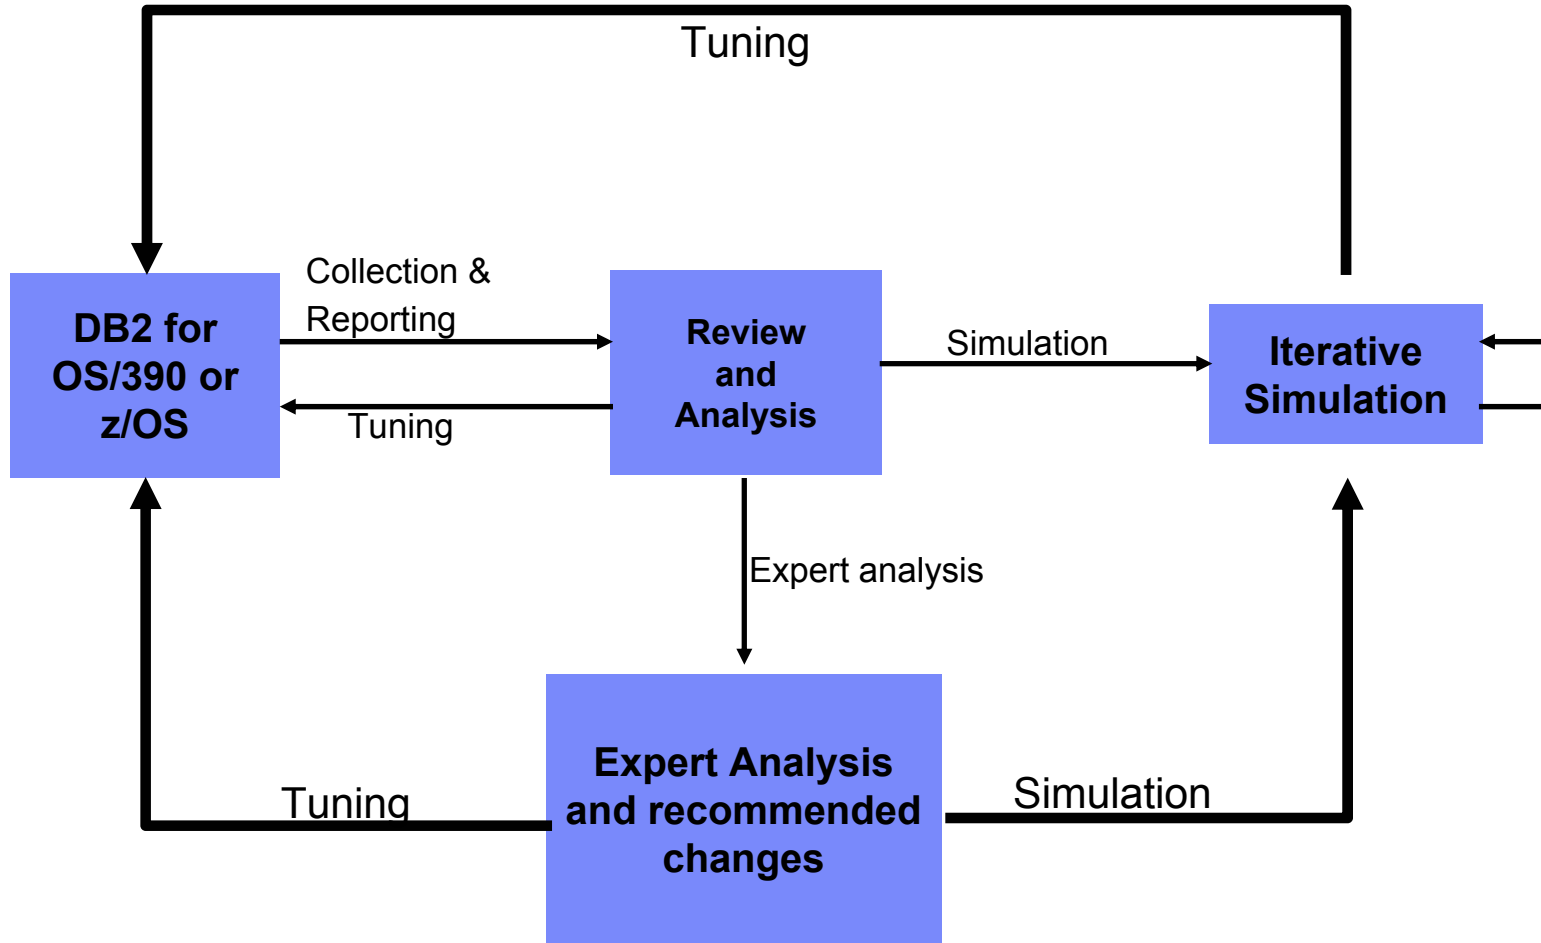 Tuning
Collection &
Reporting
DB2 for
OS/390 or
z/OS
Review
and
Analysis
Simulation
Iterative
Simulation
Tuning
Expert analysis
Expert Analysis
and recommended
changes
Tuning
Simulation